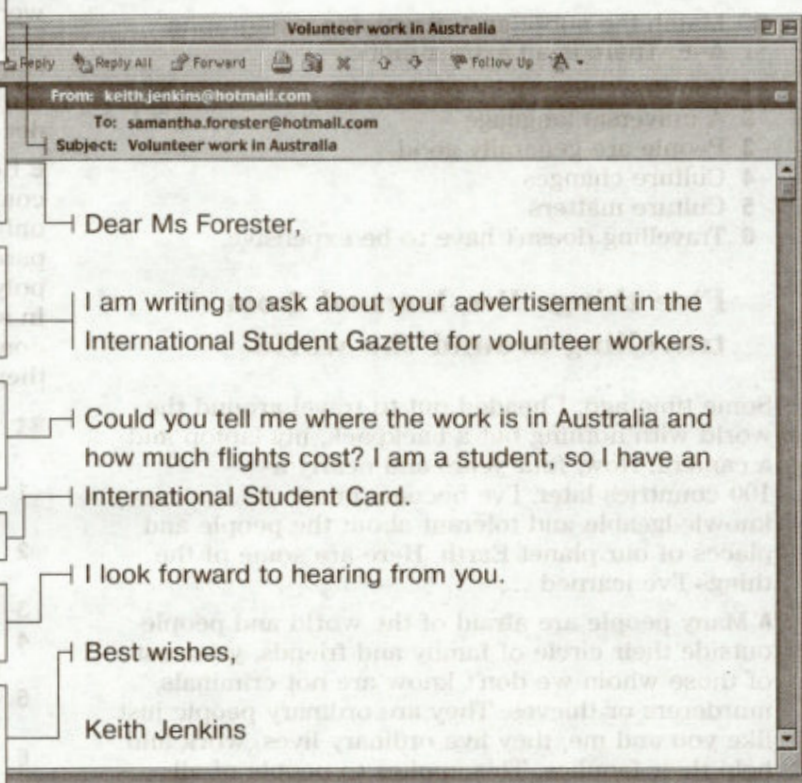 Volunteer work in Australia
Reply Reply All Forward Follow Up
From: keith.jenkins@hotmail.com
To: samantha.forester@hotmail.com
Subject: Volunteer work in Australia
Dear Ms Forester,
I am writing to ask about your advertisement in the
International Student Gazette for volunteer workers.
Could you tell me where the work is in Australia and
how much flights cost? I am a student, so I have an
International Student Card.
I look forward to hearing from you.
Best wishes,
Keith Jenkins